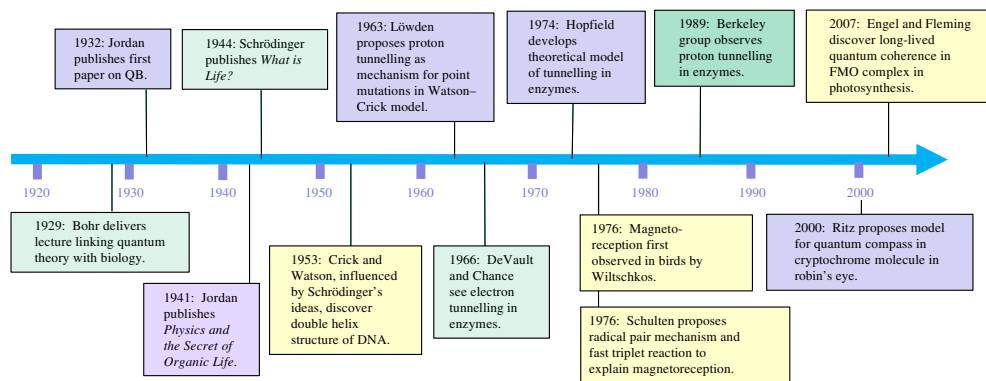 1932: Jordan
publishes first
paper on QB.
1944: Schrödinger
publishes What is
Life?
1963: Löwden
proposes proton
tunnelling as
mechanism for point
mutations in Watson–
Crick model.
1974: Hopfield
develops
theoretical model
of tunnelling in
enzymes.
1989: Berkeley
group observes
proton tunnelling
in enzymes.
2007: Engel and Fleming
discover long-lived
quantum coherence in
FMO complex in
photosynthesis.
1920
1930
1940
1950
1960
1970
1980
1990
2000
1929: Bohr delivers
lecture linking quantum
theory with biology.
1941: Jordan
publishes
Physics and
the Secret of
Organic Life.
1953: Crick and
Watson, influenced
by Schrödinger’s
ideas, discover
double helix
structure of DNA.
1966: DeVault
and Chance
see electron
tunnelling in
enzymes.
1976: Magneto-
reception first
observed in birds by
Wiltschkos.
1976: Schulten proposes
radical pair mechanism and
fast triplet reaction to
explain magnetoreception.
2000: Ritz proposes model
for quantum compass in
cryptochrome molecule in
robin’s eye.